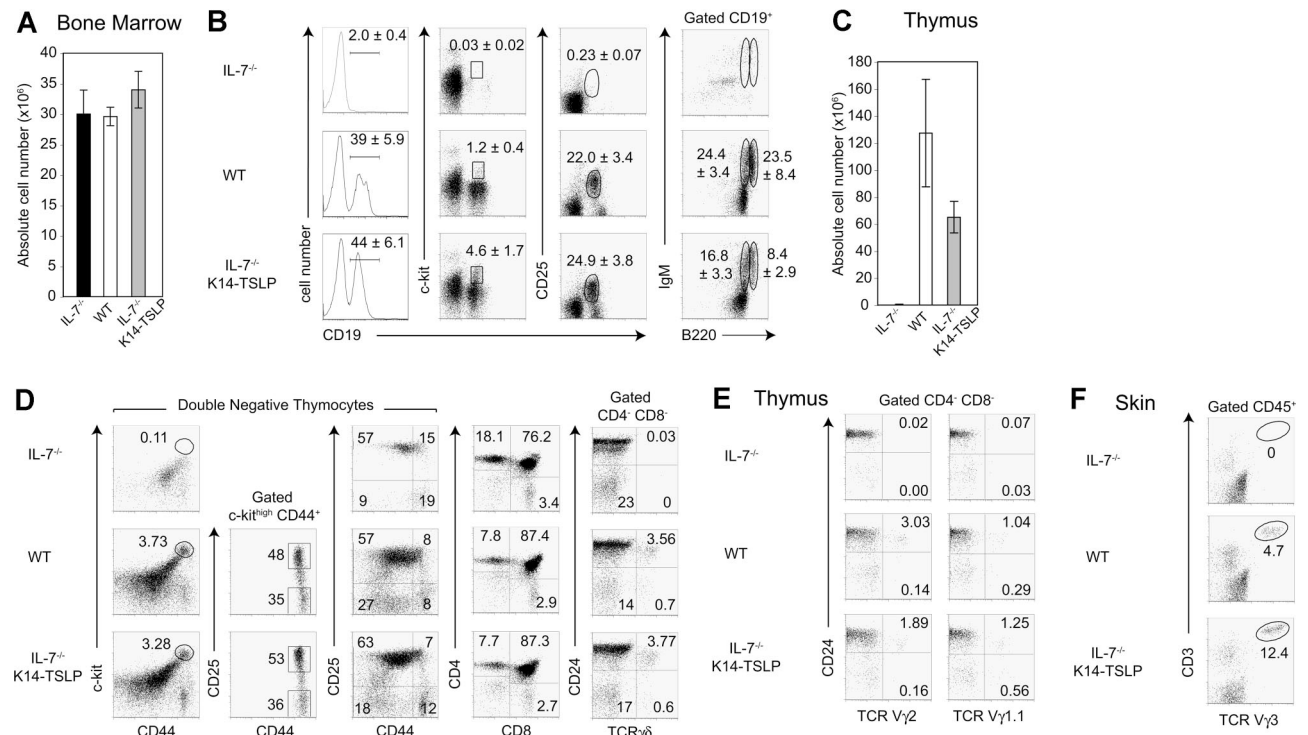 A Bone Marrow
Absolute cell number (x10⁶)
40
35
30
25
20
15
10
5
0
IL-7⁻/⁻
WT
IL-7⁻/⁻
K14-TSLP
B
Gated CD19⁺
IL-7⁻/⁻
2.0 ± 0.4
0.03 ± 0.02
0.23 ± 0.07
WT
39 ± 5.9
1.2 ± 0.4
22.0 ± 3.4
24.4
± 3.4
23.5
± 8.4
IL-7⁻/⁻
K14-TSLP
44 ± 6.1
4.6 ± 1.7
24.9 ± 3.8
16.8
± 3.3
8.4
± 2.9
cell number
c-kit
CD25
IgM
CD19
B220
C Thymus
Absolute cell number (x10⁶)
180
160
140
120
100
80
60
40
20
0
IL-7⁻/⁻
WT
IL-7⁻/⁻
K14-TSLP
D
Double Negative Thymocytes
Gated
CD4⁻ CD8⁻
IL-7⁻/⁻
0.11
57 15
9 19
18.1 76.2
3.4
0.03
23 0
Gated
c-kitʰⁱᵍʰ CD44⁺
WT
3.73
48
35
57 8
27 8
7.8 87.4
2.9
3.56
14 0.7
IL-7⁻/⁻
K14-TSLP
3.28
53
36
63 7
18 12
7.7 87.3
2.7
3.77
17 0.6
c-kit
CD25
CD25
CD4
CD24
CD44
CD44
CD44
CD8
TCRγδ
E Thymus
Gated CD4⁻ CD8⁻
IL-7⁻/⁻
0.02 0.07
0.00 0.03
WT
3.03 1.04
0.14 0.29
IL-7⁻/⁻
K14-TSLP
1.89 1.25
0.16 0.56
CD24
TCR Vγ2
TCR Vγ1.1
F Skin
Gated CD45⁺
IL-7⁻/⁻
0
WT
4.7
IL-7⁻/⁻
K14-TSLP
12.4
CD3
TCR Vγ3